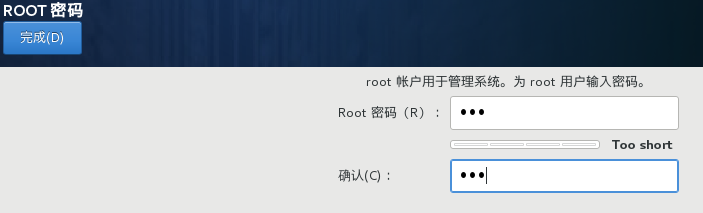 ROOT 密码
完成(D)
root 帐户用于管理系统。为 root 用户输入密码。
Root 密码（R）：
●●●
Too short
确认(C)：
●●●